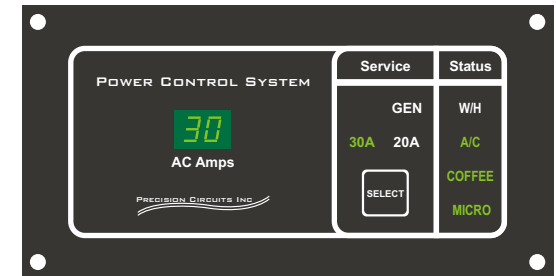 POWER CONTROL SYSTEM
30
AC Amps
PRECISION CIRCUITS INC
Service
GEN
30A 20A
SELECT
Status
W/H
A/C
COFFEE
MICRO